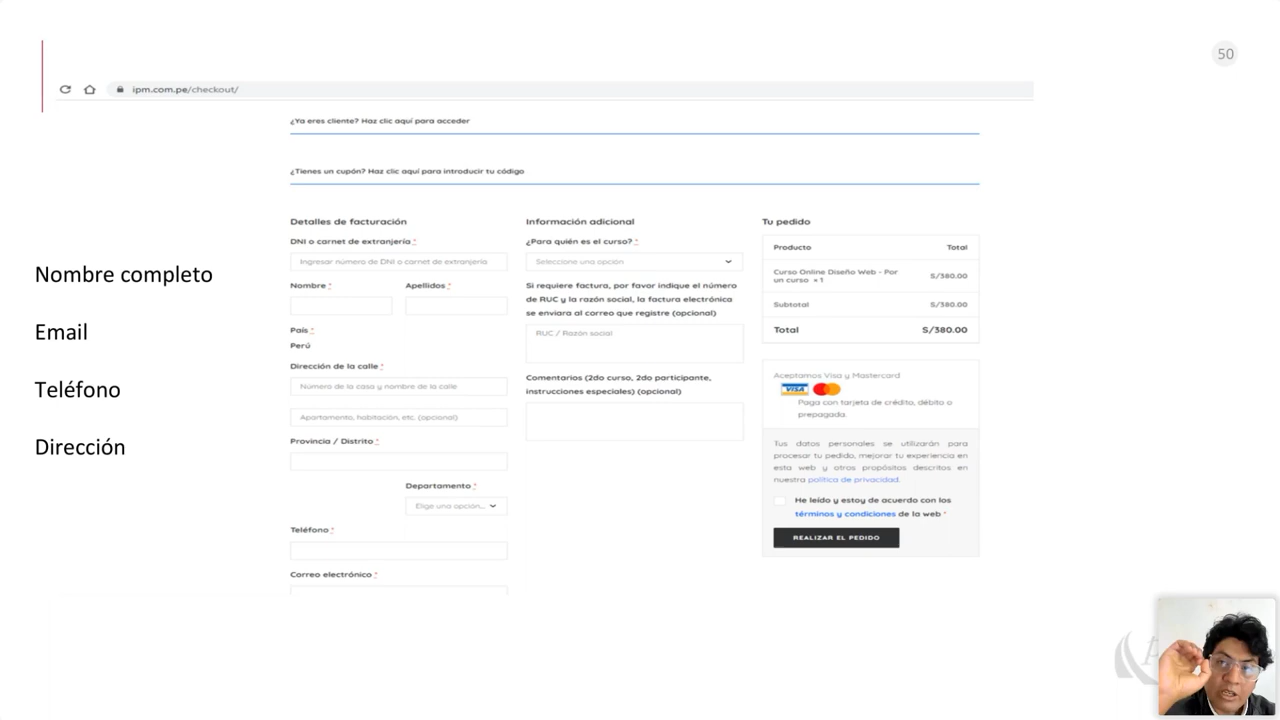 50
ipm.com.pe/checkout/
¿Ya eres cliente? Haz clic aquí para acceder
¿Tienes un cupón? Haz clic aquí para introducir tu código
Nombre completo
Email
Teléfono
Dirección
Detalles de facturación
DNI o carnet de extranjería *
Ingresar número de DNI o carnet de extranjería
Nombre *
Apellidos *
País *
Perú
Dirección de la calle *
Número de la casa y nombre de la calle
Apartamento, habitación, etc. (opcional)
Provincia / Distrito *
Departamento *
Elige una opción...
Teléfono *
Correo electrónico *
Información adicional
¿Para quién es el curso? *
Seleccione una opción
Si requiere factura, por favor indique el número
de RUC y la razón social, la factura electrónica
se enviara al correo que registre (opcional)
RUC / Razón social
Comentarios (2do curso, 2do participante,
instrucciones especiales) (opcional)
Tu pedido
Producto Total
Curso Online Diseño Web - Por
un curso × 1 S/380.00
Subtotal S/380.00
Total S/380.00
Aceptamos Visa y Mastercard
VISA
Paga con tarjeta de crédito, débito o
prepagada.
Tus datos personales se utilizarán para
procesar tu pedido, mejorar tu experiencia en
esta web y otros propósitos descritos en
nuestra política de privacidad.
He leído y estoy de acuerdo con los
términos y condiciones de la web *
REALIZAR EL PEDIDO